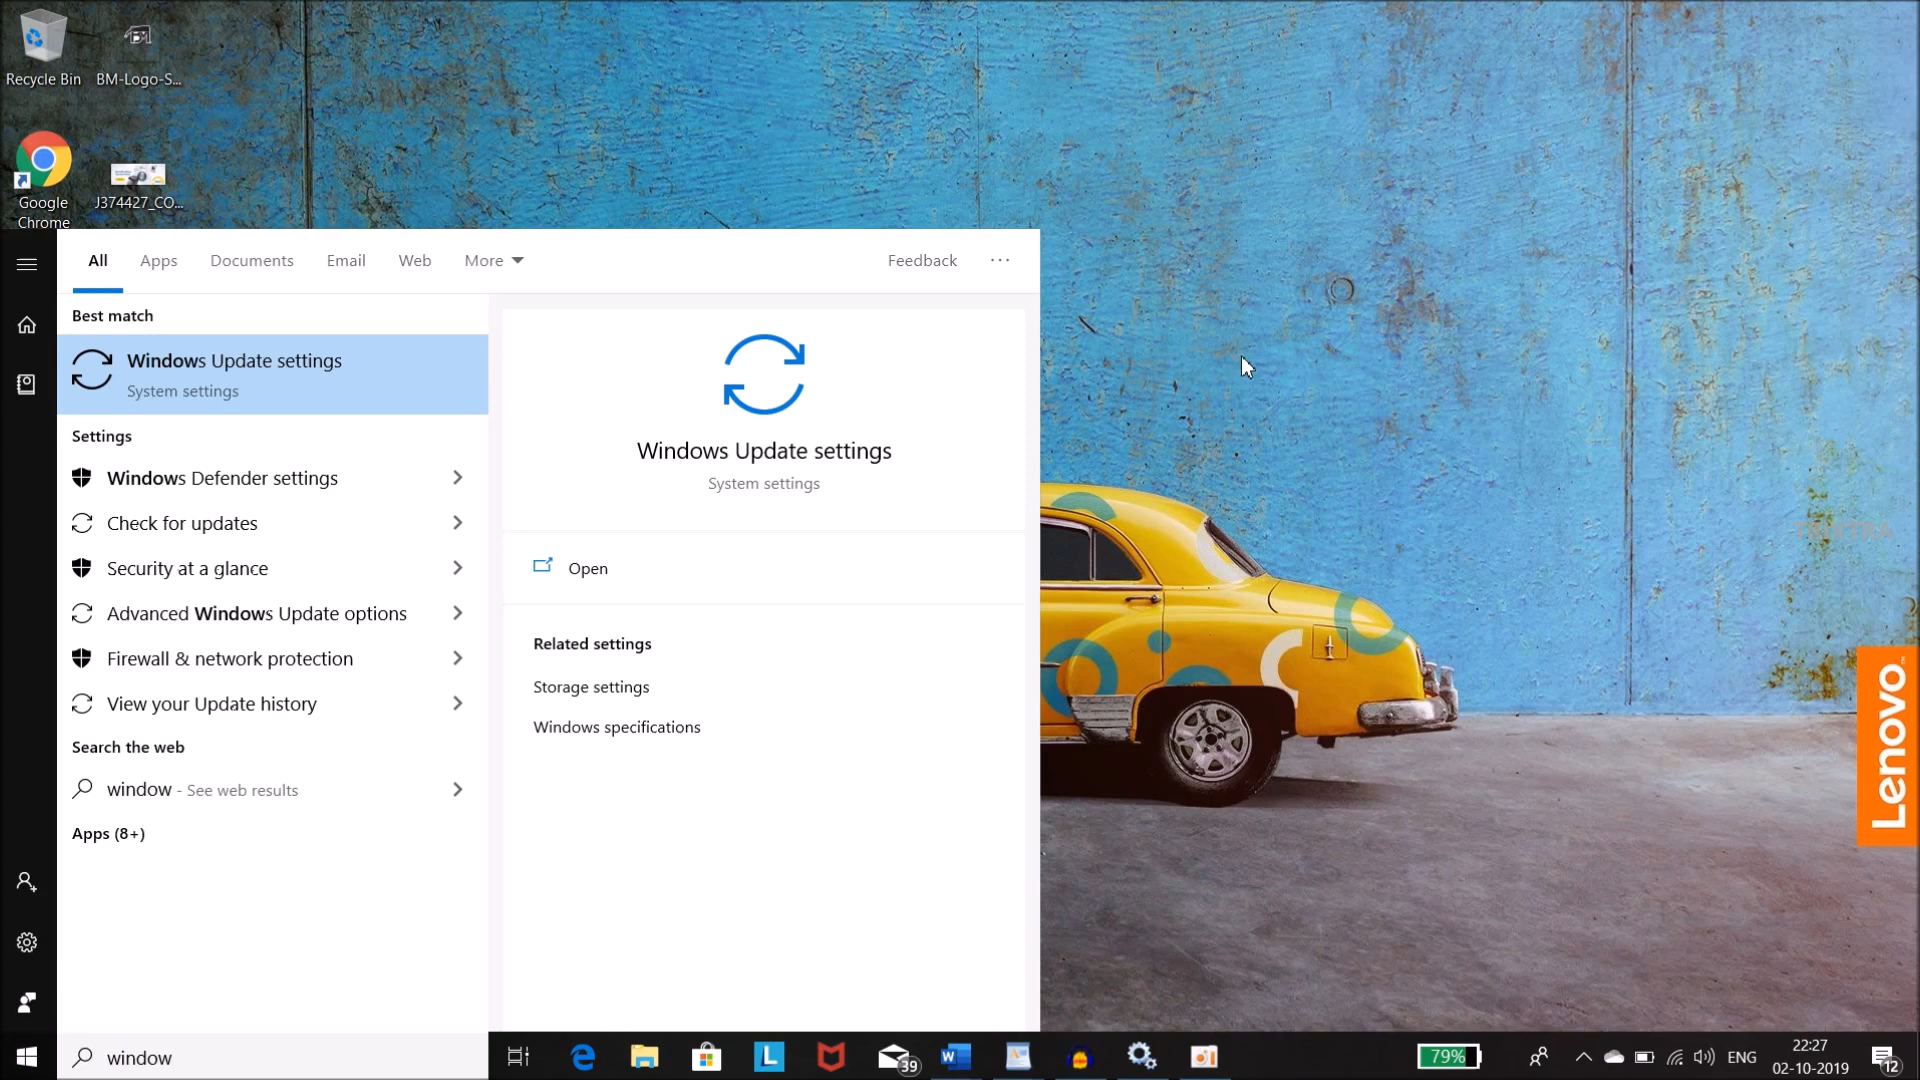 Recycle Bin
BM-Logo-S...
Google
Chrome
J374427_CO...
All
Apps
Documents
Email
Web
More
Feedback
...
Best match
Windows Update settings
System settings
Settings
Windows Defender settings
Check for updates
Security at a glance
Advanced Windows Update options
Firewall & network protection
View your Update history
Search the web
window - See web results
Apps (8+)
Windows Update settings
System settings
Open
Related settings
Storage settings
Windows specifications
Lenovo
TM
window
L
39
W
79%
ENG
22:27
02-10-2019
12